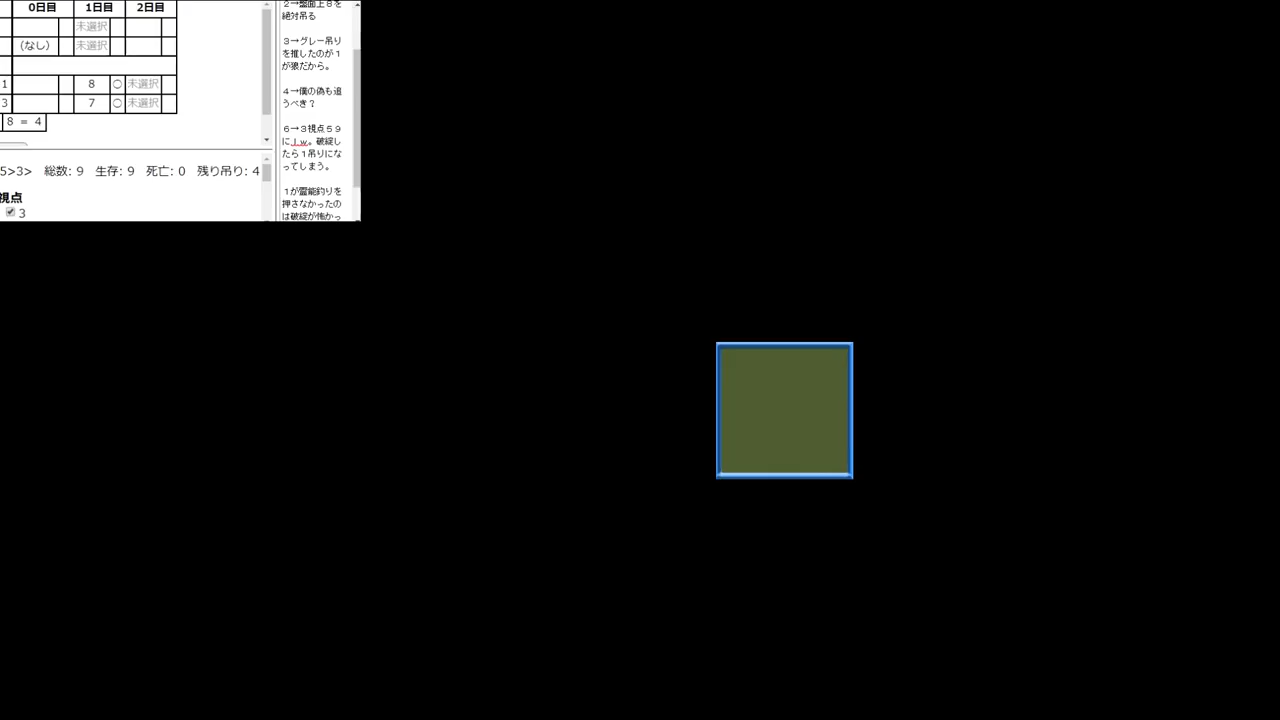 0日目 1日目 2日目
未選択
(なし) 未選択
1 8 ○ 未選択
3 7 ○ 未選択
8 = 4
5>3> 総数: 9 生存: 9 死亡: 0 残り吊り: 4
視点
3
2→盤面上8を
絶対吊る
3→グレー吊り
を推したのが1
が狼だから。
4→僕の偽も追
うべき?
6→3視点59
にlw。破綻し
たら1吊りにな
ってしまう。
1が霊能釣りを
押さなかったの
は破綻が怖かっ